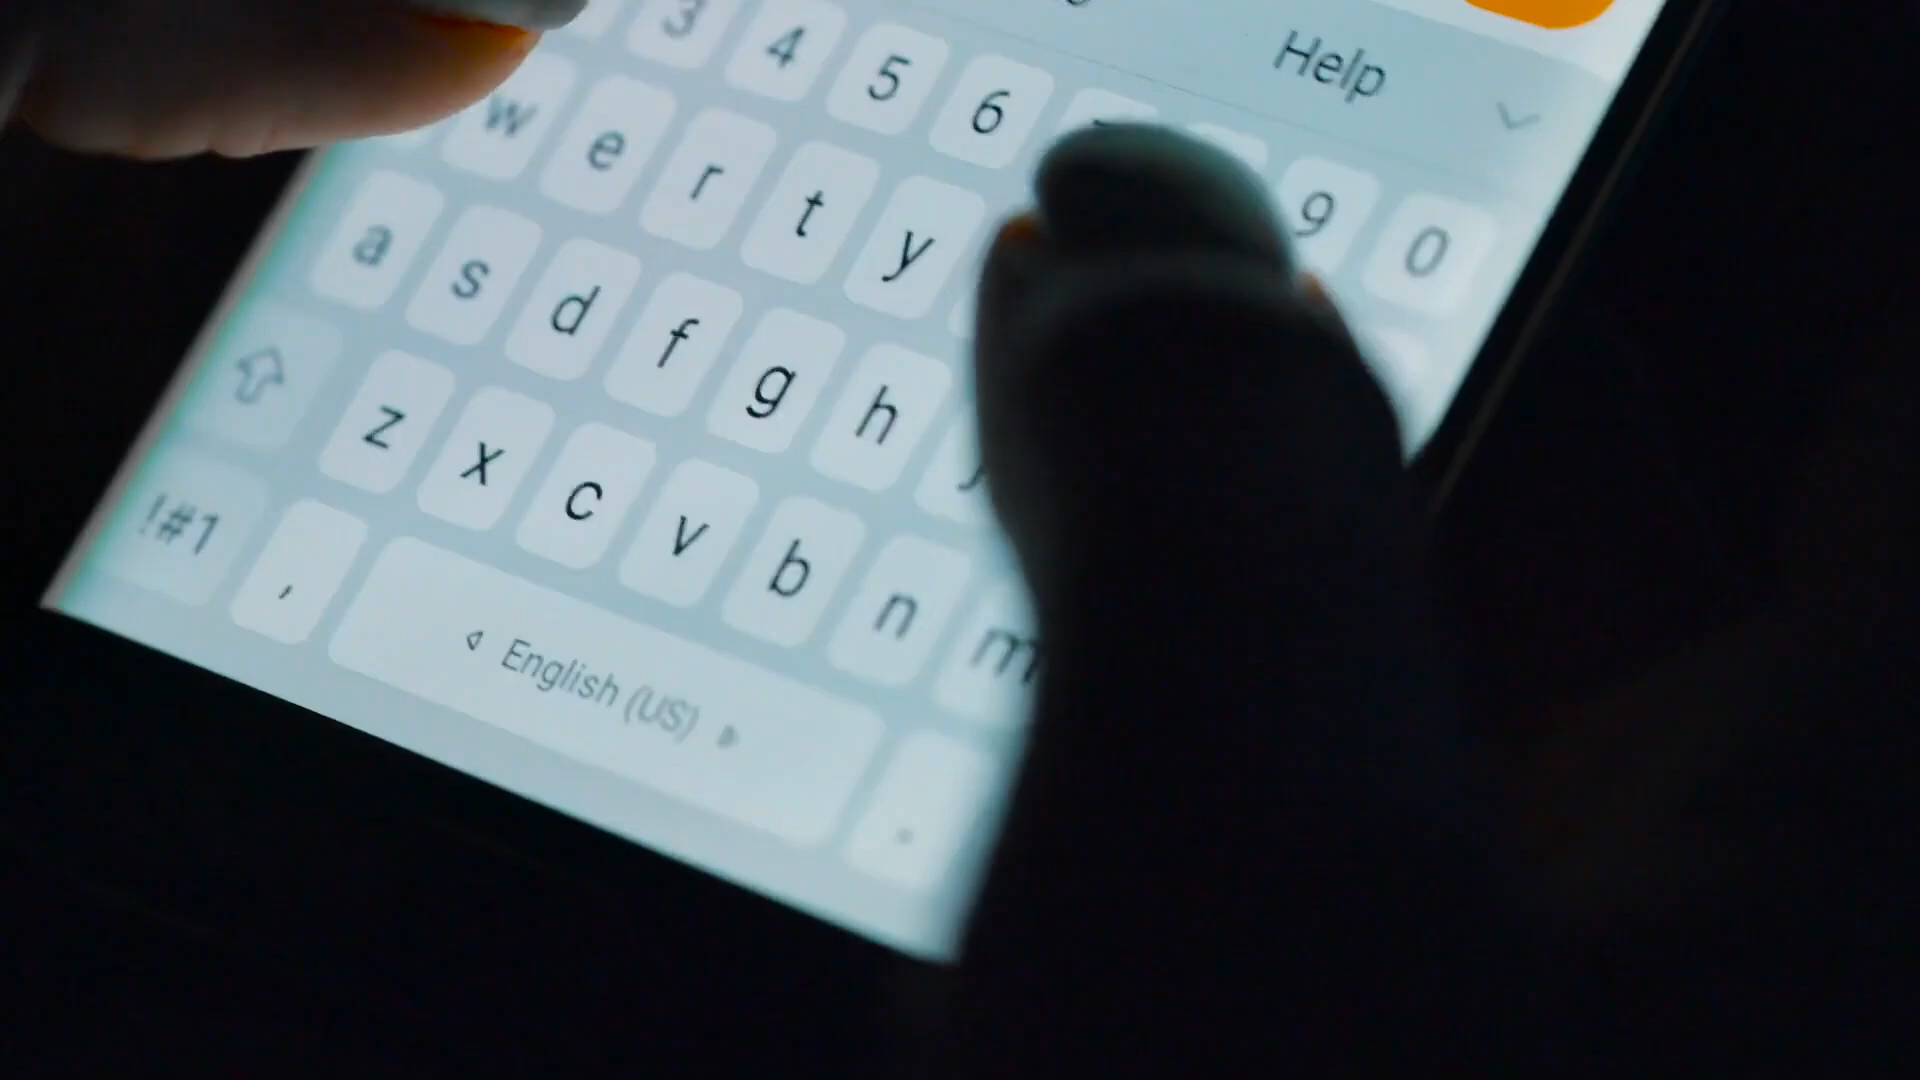 Help
3 4 5 6 9 0
w e r t y
a s d f g h j
z x c v b n m
!#1 , English (US) .